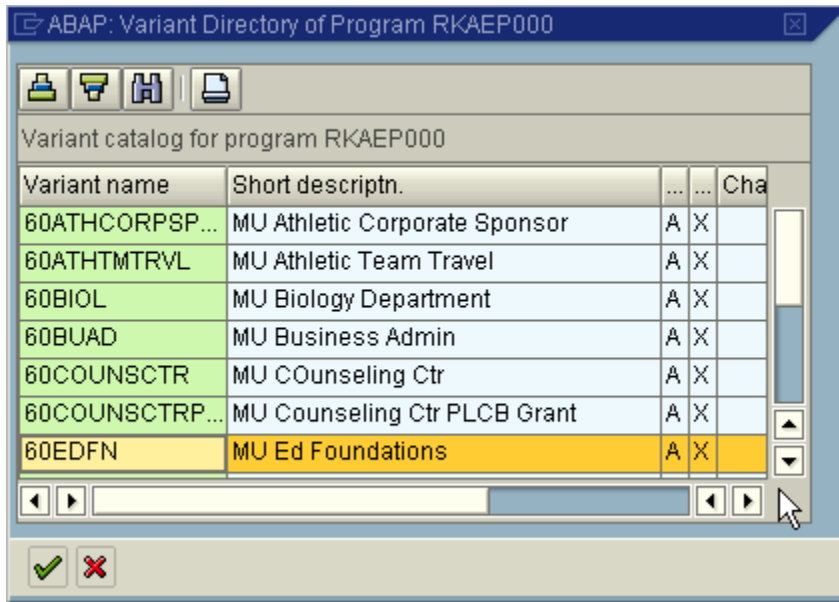 ABAP: Variant Directory of Program RKAEP000
Variant catalog for program RKAEP000
Variant name Short descriptn. ... ... Cha
60ATHCORPSP... MU Athletic Corporate Sponsor A X
60ATHTMTRVL MU Athletic Team Travel A X
60BIOL MU Biology Department A X
60BUAD MU Business Admin A X
60COUNSCTR MU COunseling Ctr A X
60COUNSCTRP... MU Counseling Ctr PLCB Grant A X
60EDFN MU Ed Foundations A X